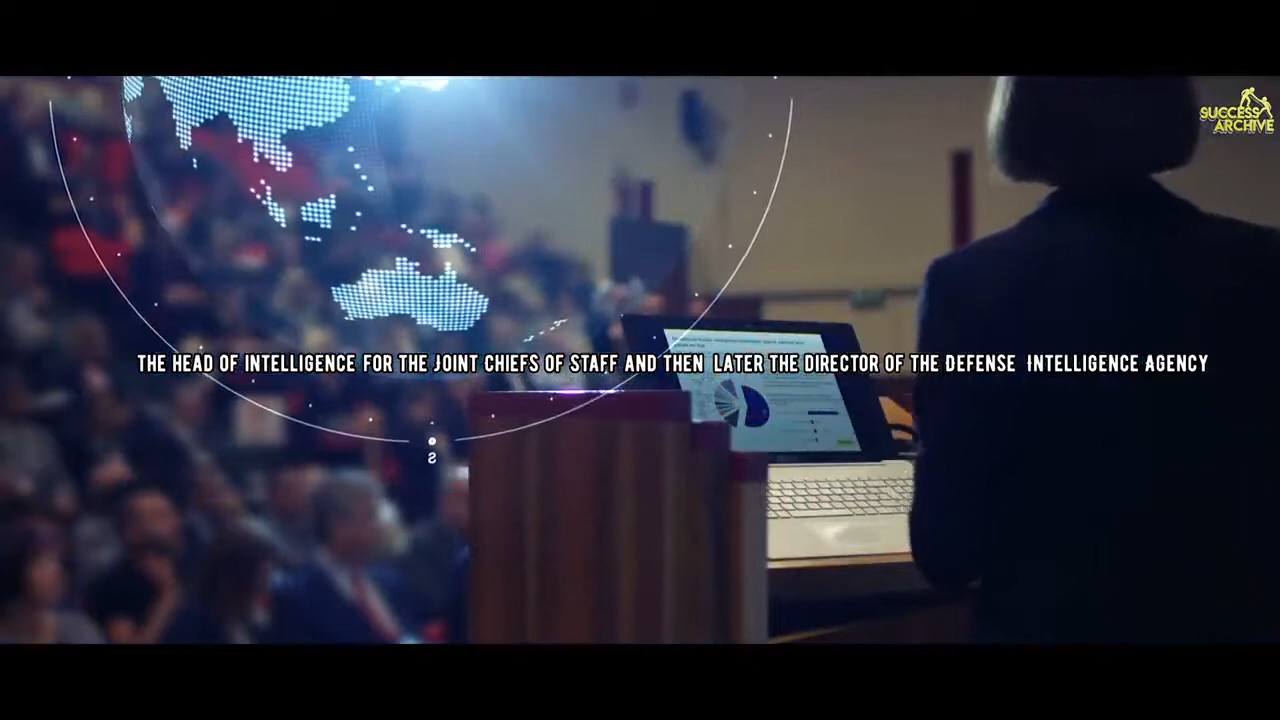 SUCCESS
ARCHIVE
THE HEAD OF INTELLIGENCE FOR THE JOINT CHIEFS OF STAFF AND THEN LATER THE DIRECTOR OF THE DEFENSE INTELLIGENCE AGENCY
S